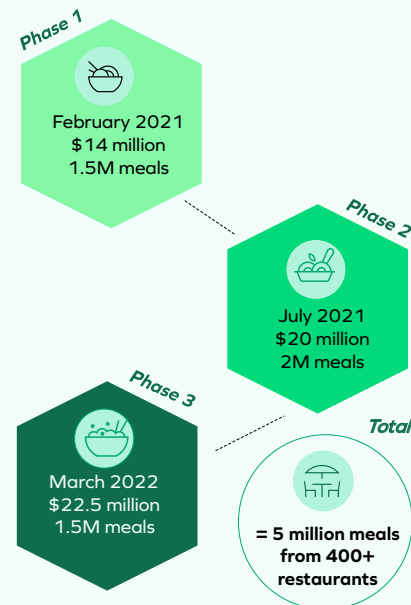 Phase 1
February 2021
$14 million
1.5M meals
Phase 2
July 2021
$20 million
2M meals
Phase 3
March 2022
$22.5 million
1.5M meals
Total
= 5 million meals
from 400+
restaurants